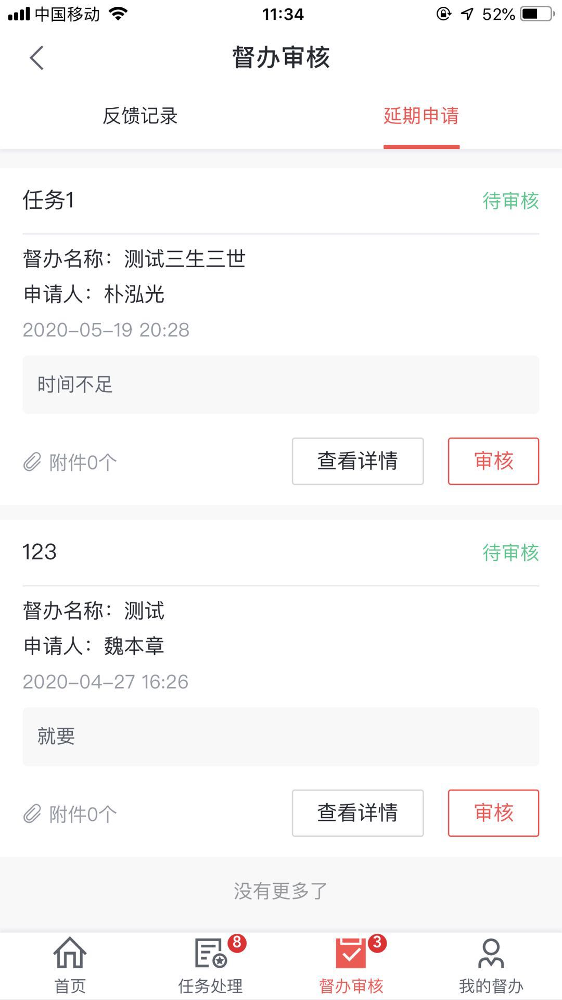 中国移动 11:34 52%
督办审核
反馈记录 延期申请
任务1 待审核
督办名称：测试三生三世
申请人：朴泓光
2020-05-19 20:28
时间不足
附件0个 查看详情 审核
123 待审核
督办名称：测试
申请人：魏本章
2020-04-27 16:26
就要
附件0个 查看详情 审核
没有更多了
8 3
首页 任务处理 督办审核 我的督办